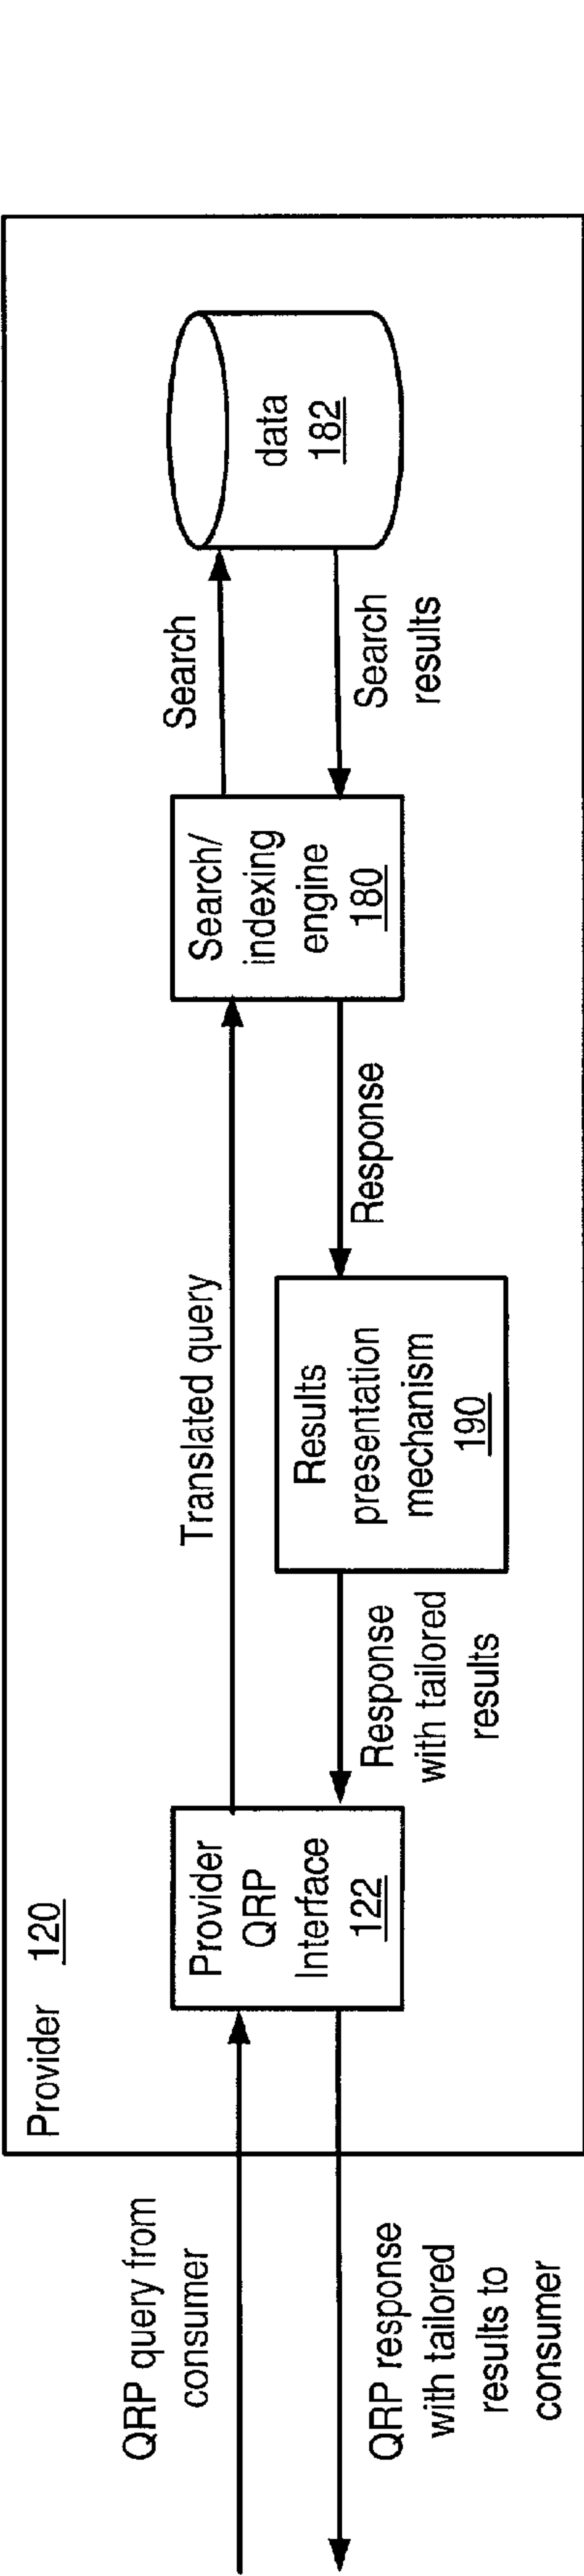 Provider 120
QRP query from
consumer
Provider
QRP
Interface
122
Translated query
Search/
indexing
engine
180
Search
data
182
Search
results
Response
Results
presentation
mechanism
190
Response
with tailored
results
QRP response
with tailored
results to
consumer